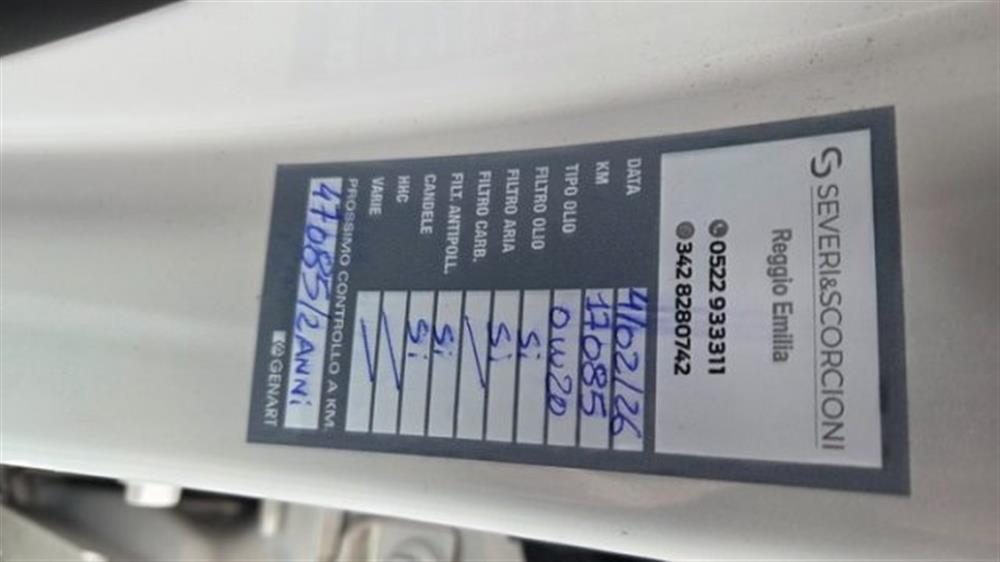 SEVERI&SCORCIONI
Reggio Emilia
0522 933311
342 8280742
DATA 4/02/26
KM 17085
TIPO OLIO 0W20
FILTRO OLIO Si
FILTRO ARIA Si
FILTRO CARB.
FILT. ANTIPOLL. Si
CANDELE Si
HHC
VARIE
PROSSIMO CONTROLLO A KM.
47085/2ANNi
GENART